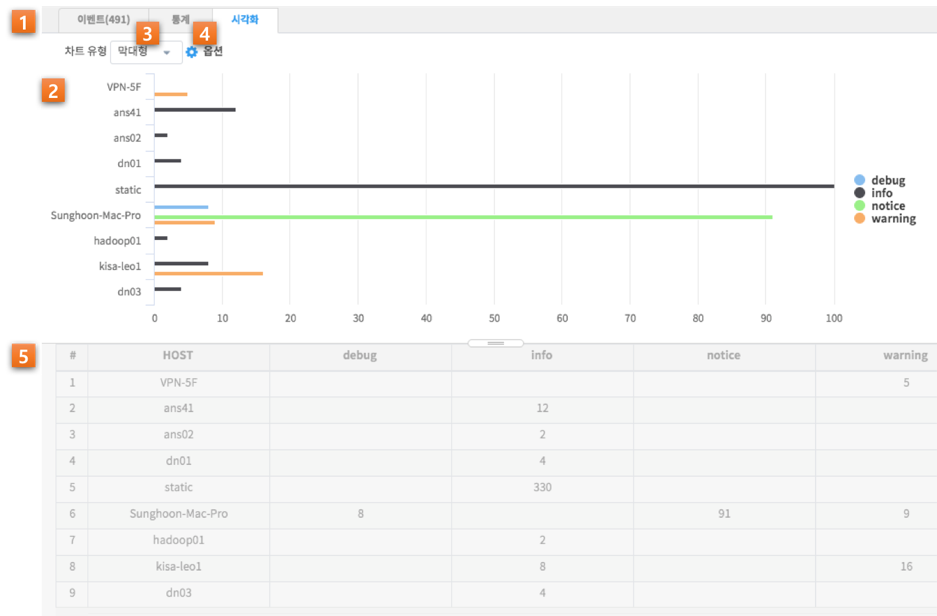 1 이벤트(491) 통계 시각화
3 4
차트 유형 막대형 옵션
2
VPN-5F
ans41
ans02
dn01
static
Sunghoon-Mac-Pro
hadoop01
kisa-leo1
dn03
0 10 20 30 40 50 60 70 80 90 100
debug
info
notice
warning
5
# HOST debug info notice warning
1 VPN-5F 5
2 ans41 12
3 ans02 2
4 dn01 4
5 static 330
6 Sunghoon-Mac-Pro 8 91 9
7 hadoop01 2
8 kisa-leo1 8 16
9 dn03 4